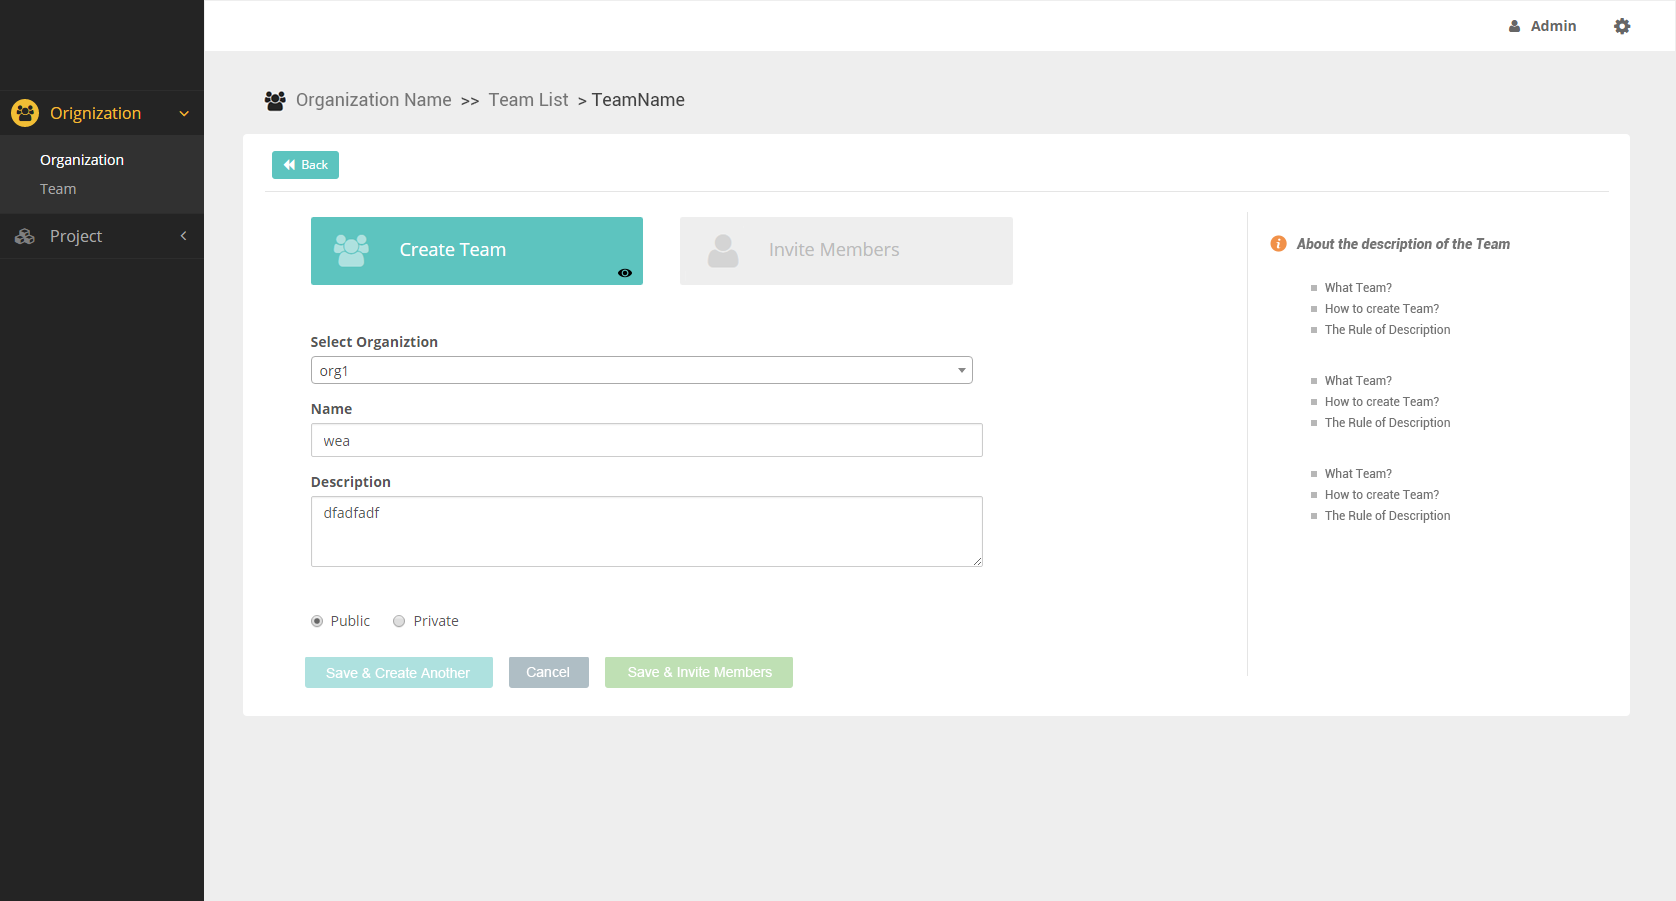 Admin
Orignization
Organization
Team
Project
Organization Name >> Team List > TeamName
Back
Create Team
Invite Members
Select Organiztion
org1
Name
wea
Description
dfadfadf
Public Private
Save & Create Another Cancel Save & Invite Members
About the description of the Team
What Team?
How to create Team?
The Rule of Description
What Team?
How to create Team?
The Rule of Description
What Team?
How to create Team?
The Rule of Description